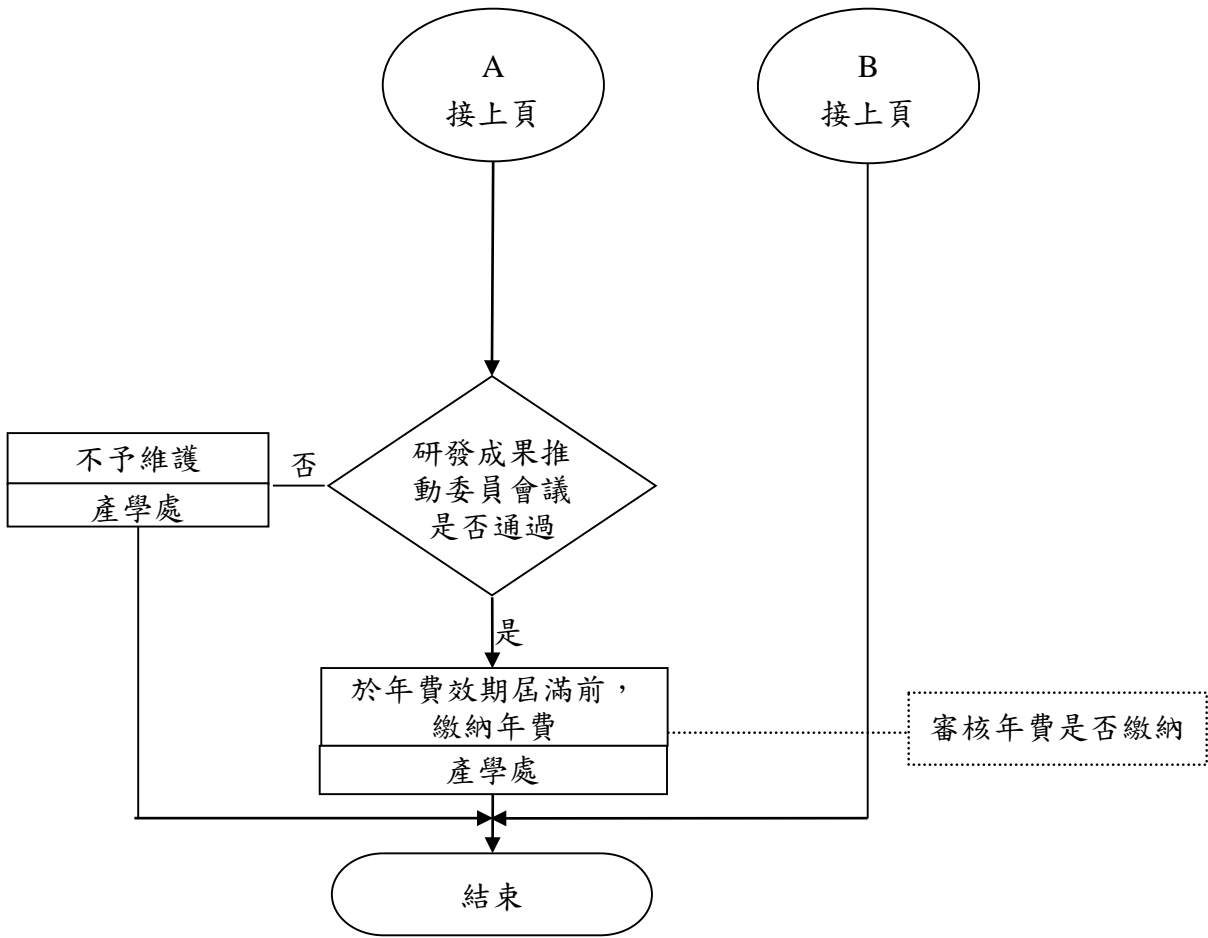 A
接上頁
B
接上頁
研發成果推
動委員會議
是否通過
否
不予維護
產學處
是
於年費效期屆滿前，
繳納年費
產學處
審核年費是否繳納
結束